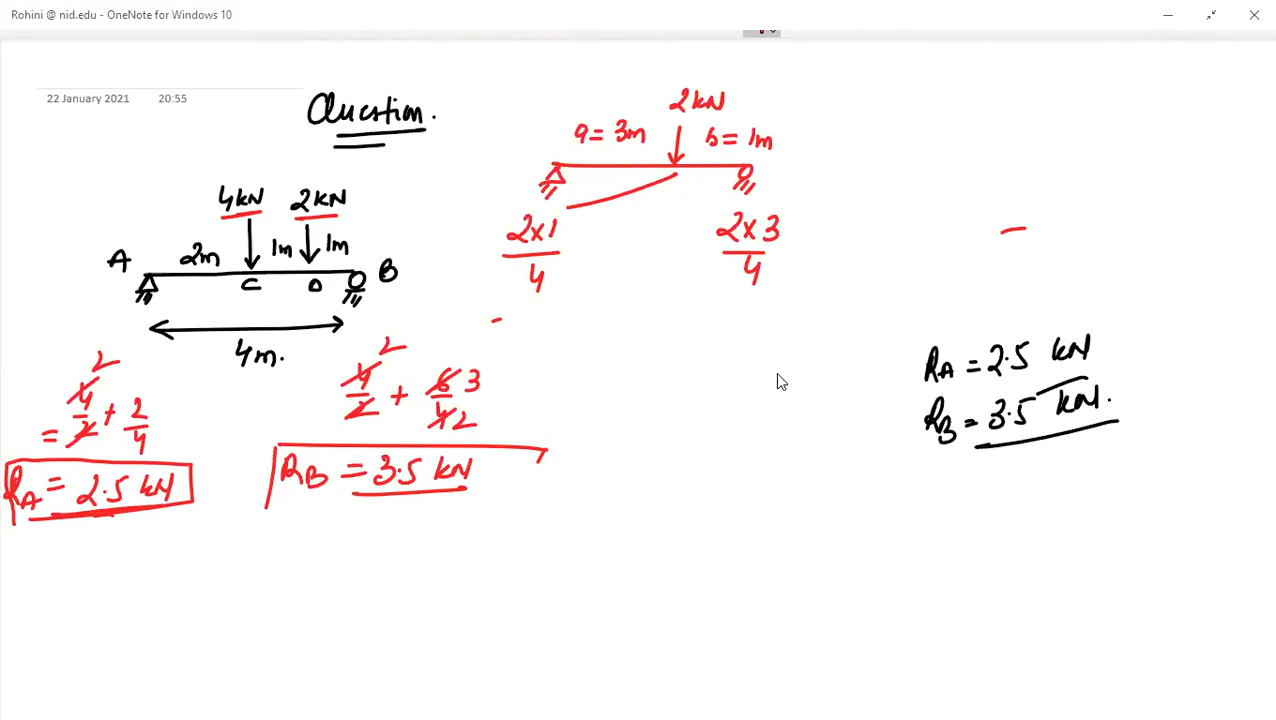 Rohini @ nid.edu - OneNote for Windows 10
22 January 2021 20:55
Question.
4kN 2kN
A 2m 1m 1m B
C D
4m.
2kN
a = 3m b = 1m
2x1/4 2x3/4
= 4/2 + 2/4
2
RA = 2.5 kN
4/2 + 6/4
2 3 2
RB = 3.5 kN
RA = 2.5 kN
RB = 3.5 kN.